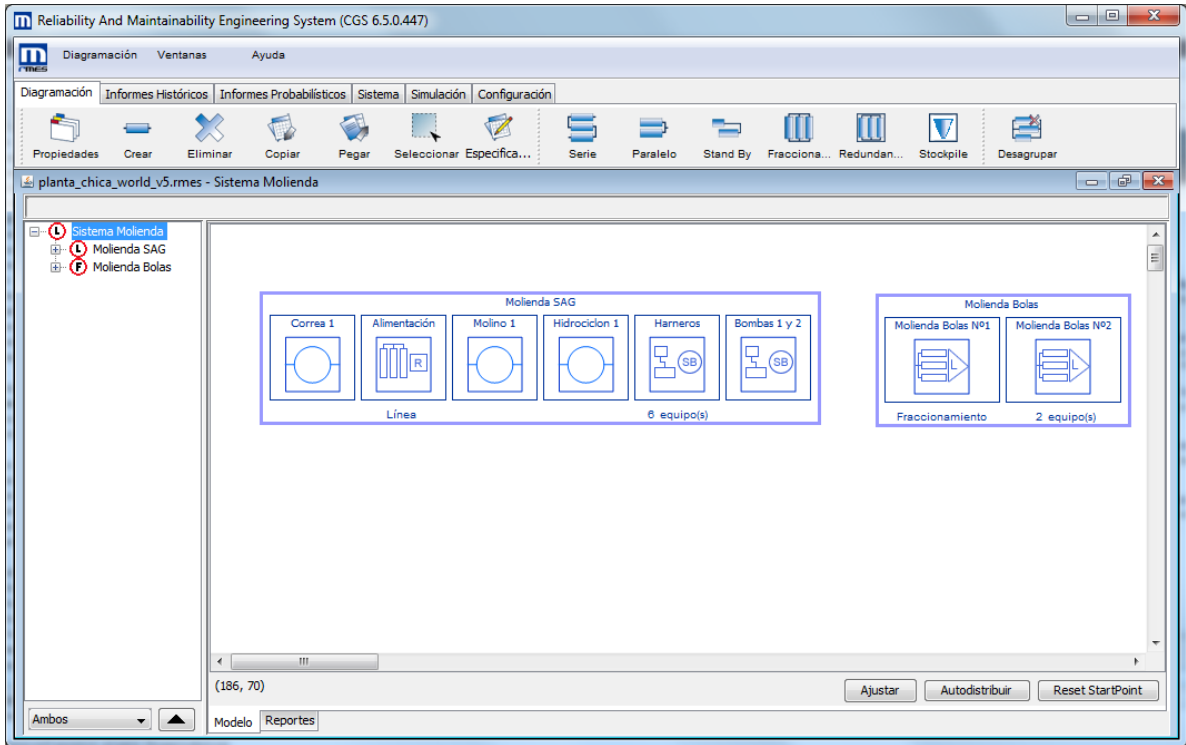 Reliability And Maintainability Engineering System (CGS 6.5.0.447)
rmes Diagramación Ventanas Ayuda
Diagramación Informes Históricos Informes Probabilísticos Sistema Simulación Configuración
Propiedades Crear Eliminar Copiar Pegar Seleccionar Especifica... Serie Paralelo Stand By Fracciona... Redundan... Stockpile Desagrupar
planta_chica_world_v5.rmes - Sistema Molienda
L Sistema Molienda
L Molienda SAG
F Molienda Bolas
Molienda SAG
Correa 1 Alimentación Molino 1 Hidrociclon 1 Harneros Bombas 1 y 2
R SB SB
Línea 6 equipo(s)
Molienda Bolas
Molienda Bolas Nº1 Molienda Bolas Nº2
L L
Fraccionamiento 2 equipo(s)
(186, 70)
Ajustar Autodistribuir Reset StartPoint
Ambos
Modelo Reportes